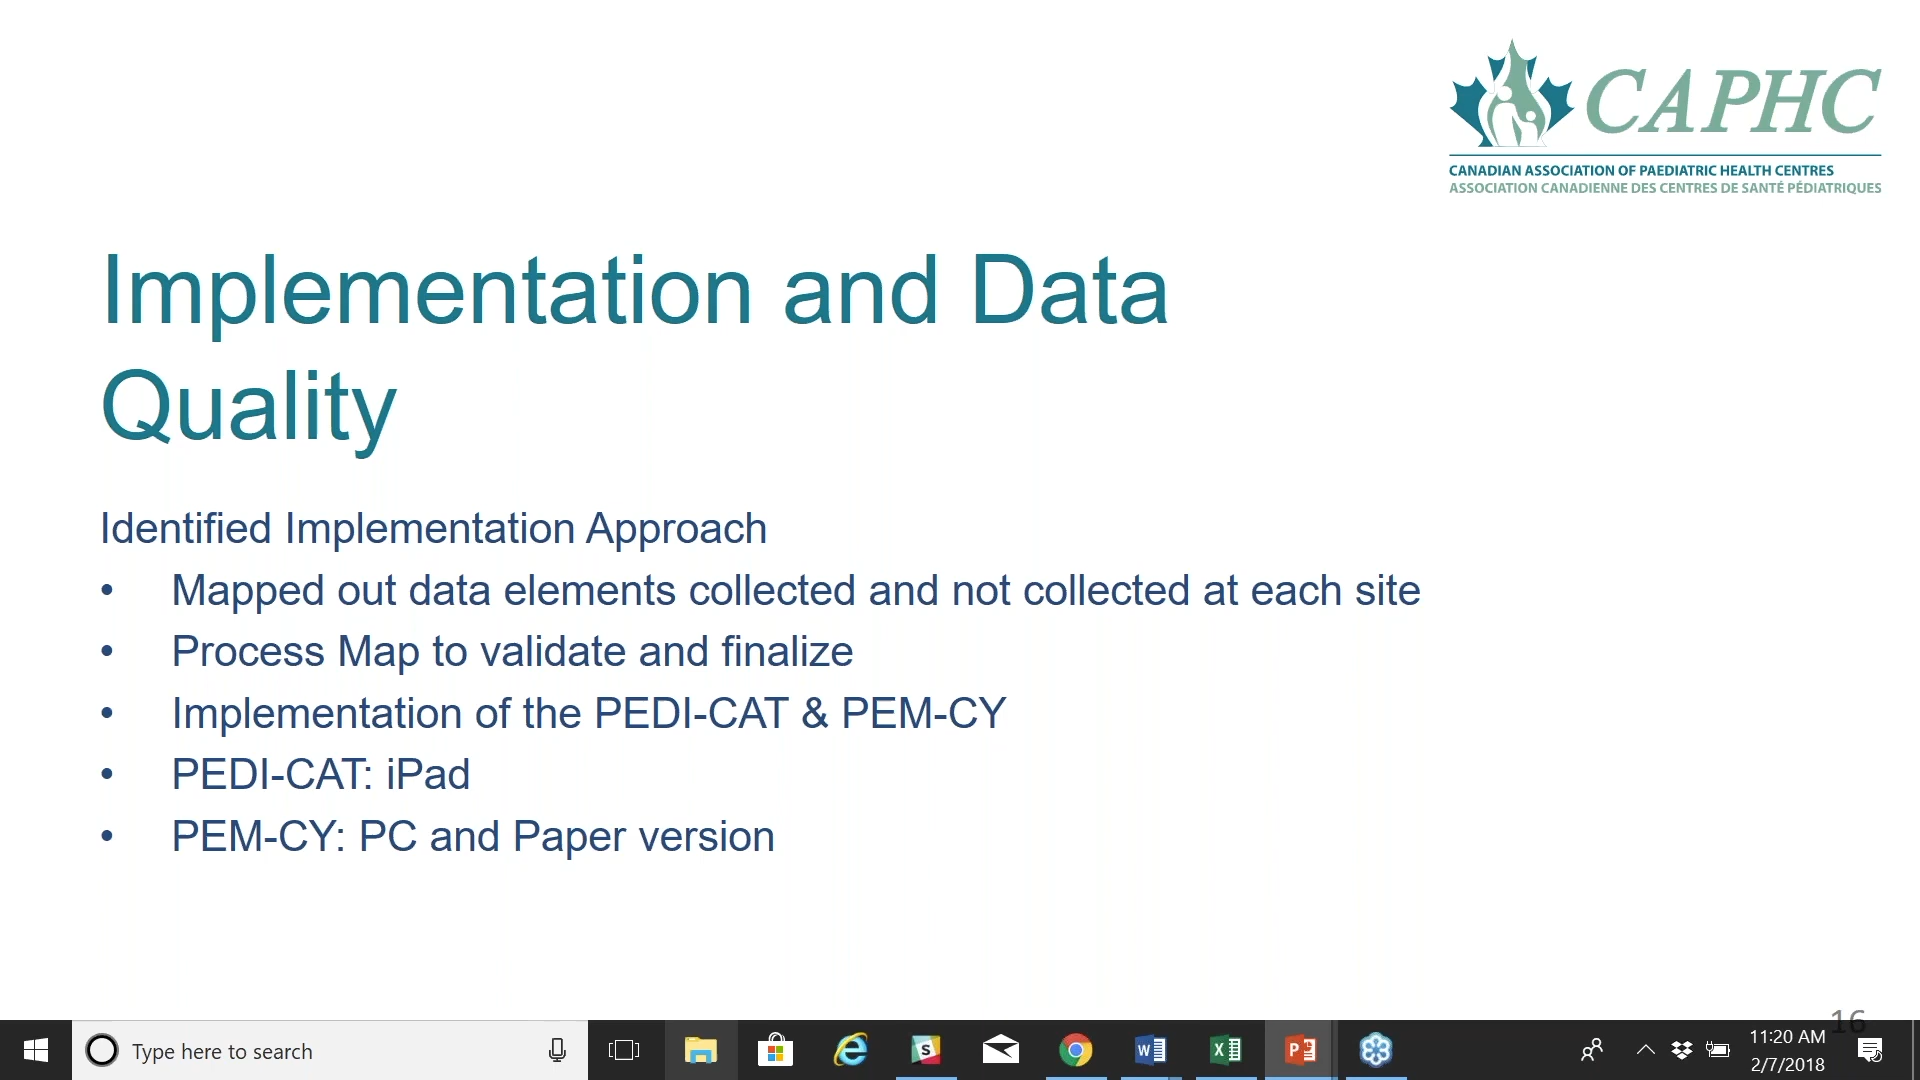 CAPHC
CANADIAN ASSOCIATION OF PAEDIATRIC HEALTH CENTRES
ASSOCIATION CANADIENNE DES CENTRES DE SANTÉ PÉDIATRIQUES
Implementation and Data
Quality
Identified Implementation Approach
• Mapped out data elements collected and not collected at each site
• Process Map to validate and finalize
• Implementation of the PEDI-CAT & PEM-CY
• PEDI-CAT: iPad
• PEM-CY: PC and Paper version
16
Type here to search
11:20 AM
2/7/2018